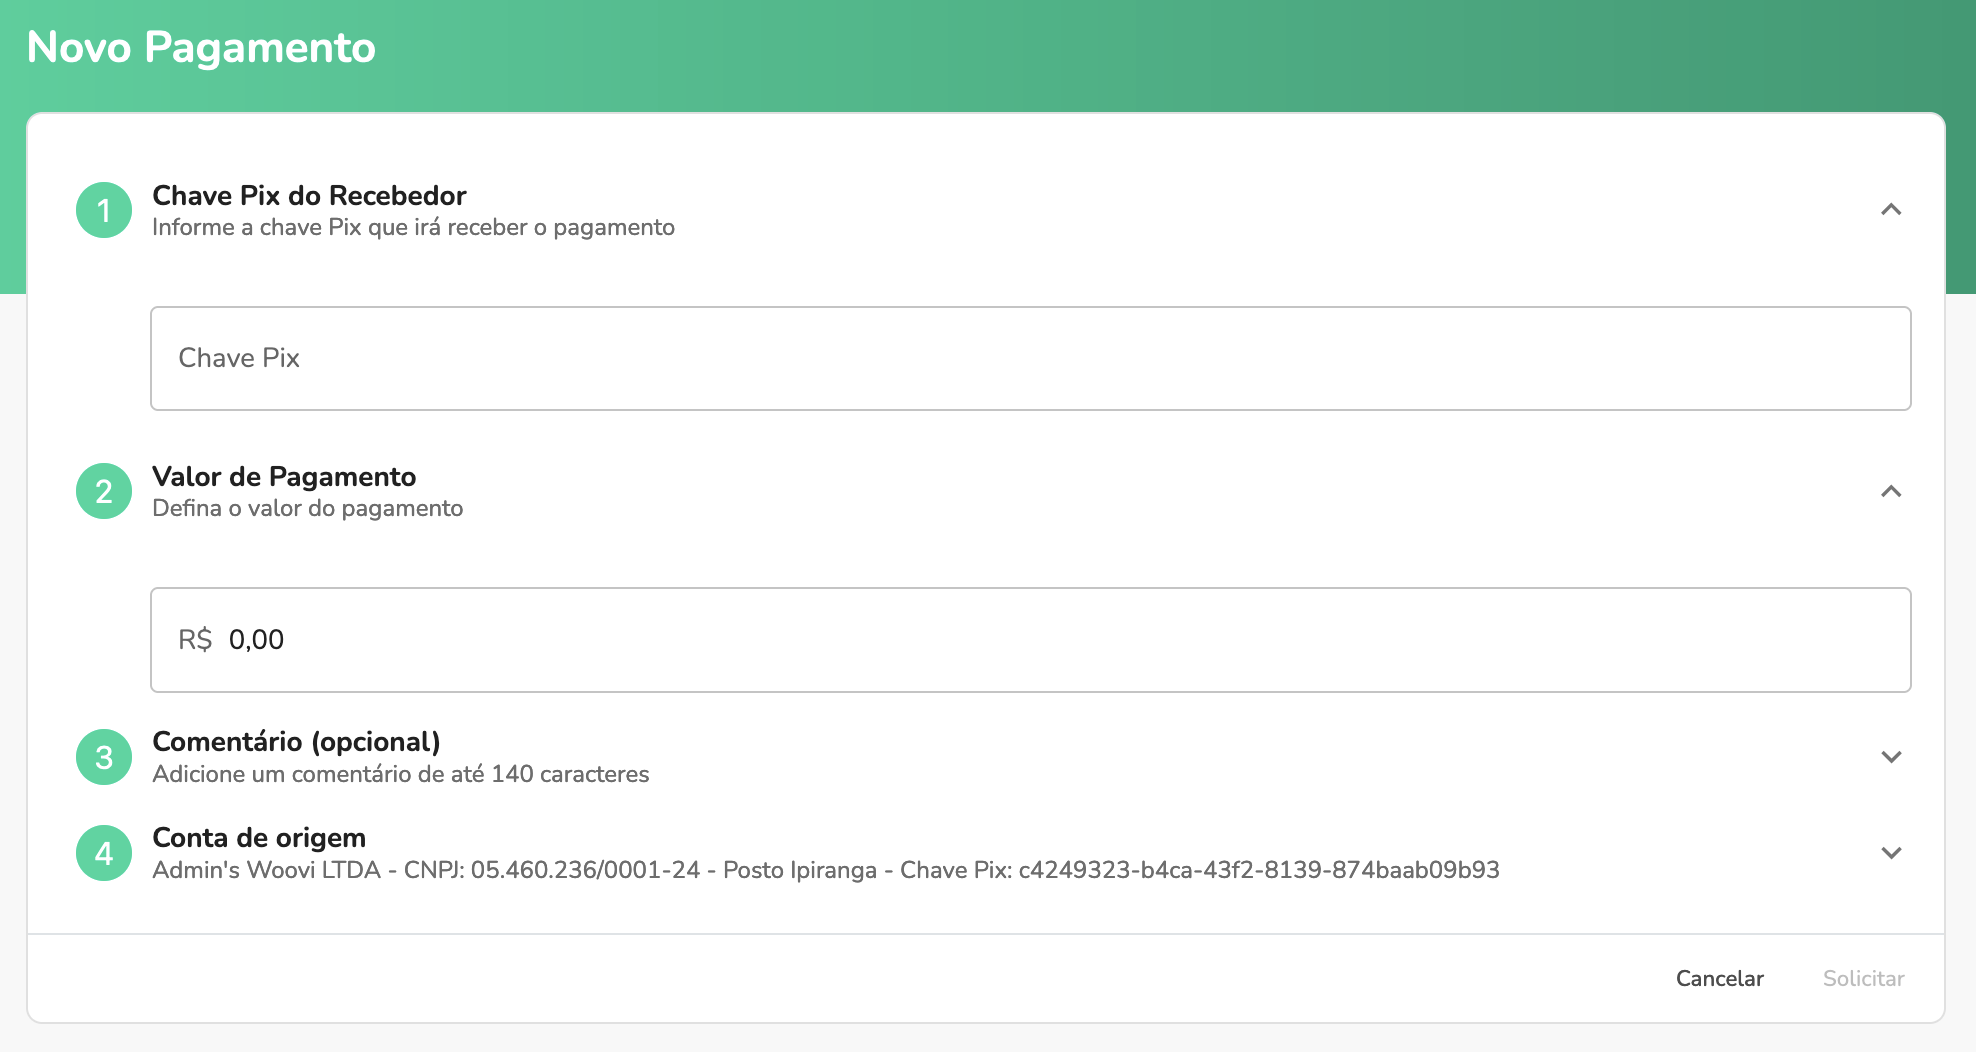 Novo Pagamento
1
Chave Pix do Recebedor
Informe a chave Pix que irá receber o pagamento
Chave Pix
2
Valor de Pagamento
Defina o valor do pagamento
R$ 0,00
3
Comentário (opcional)
Adicione um comentário de até 140 caracteres
4
Conta de origem
Admin's Woovi LTDA - CNPJ: 05.460.236/0001-24 - Posto Ipiranga - Chave Pix: c4249323-b4ca-43f2-8139-874baab09b93
Cancelar Solicitar